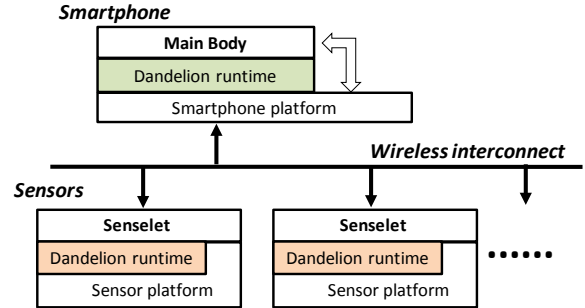 Smartphone
Main Body
Dandelion runtime
Smartphone platform
Wireless interconnect
Sensors
Senselet
Senselet
Dandelion runtime
Dandelion runtime
......
Sensor platform
Sensor platform